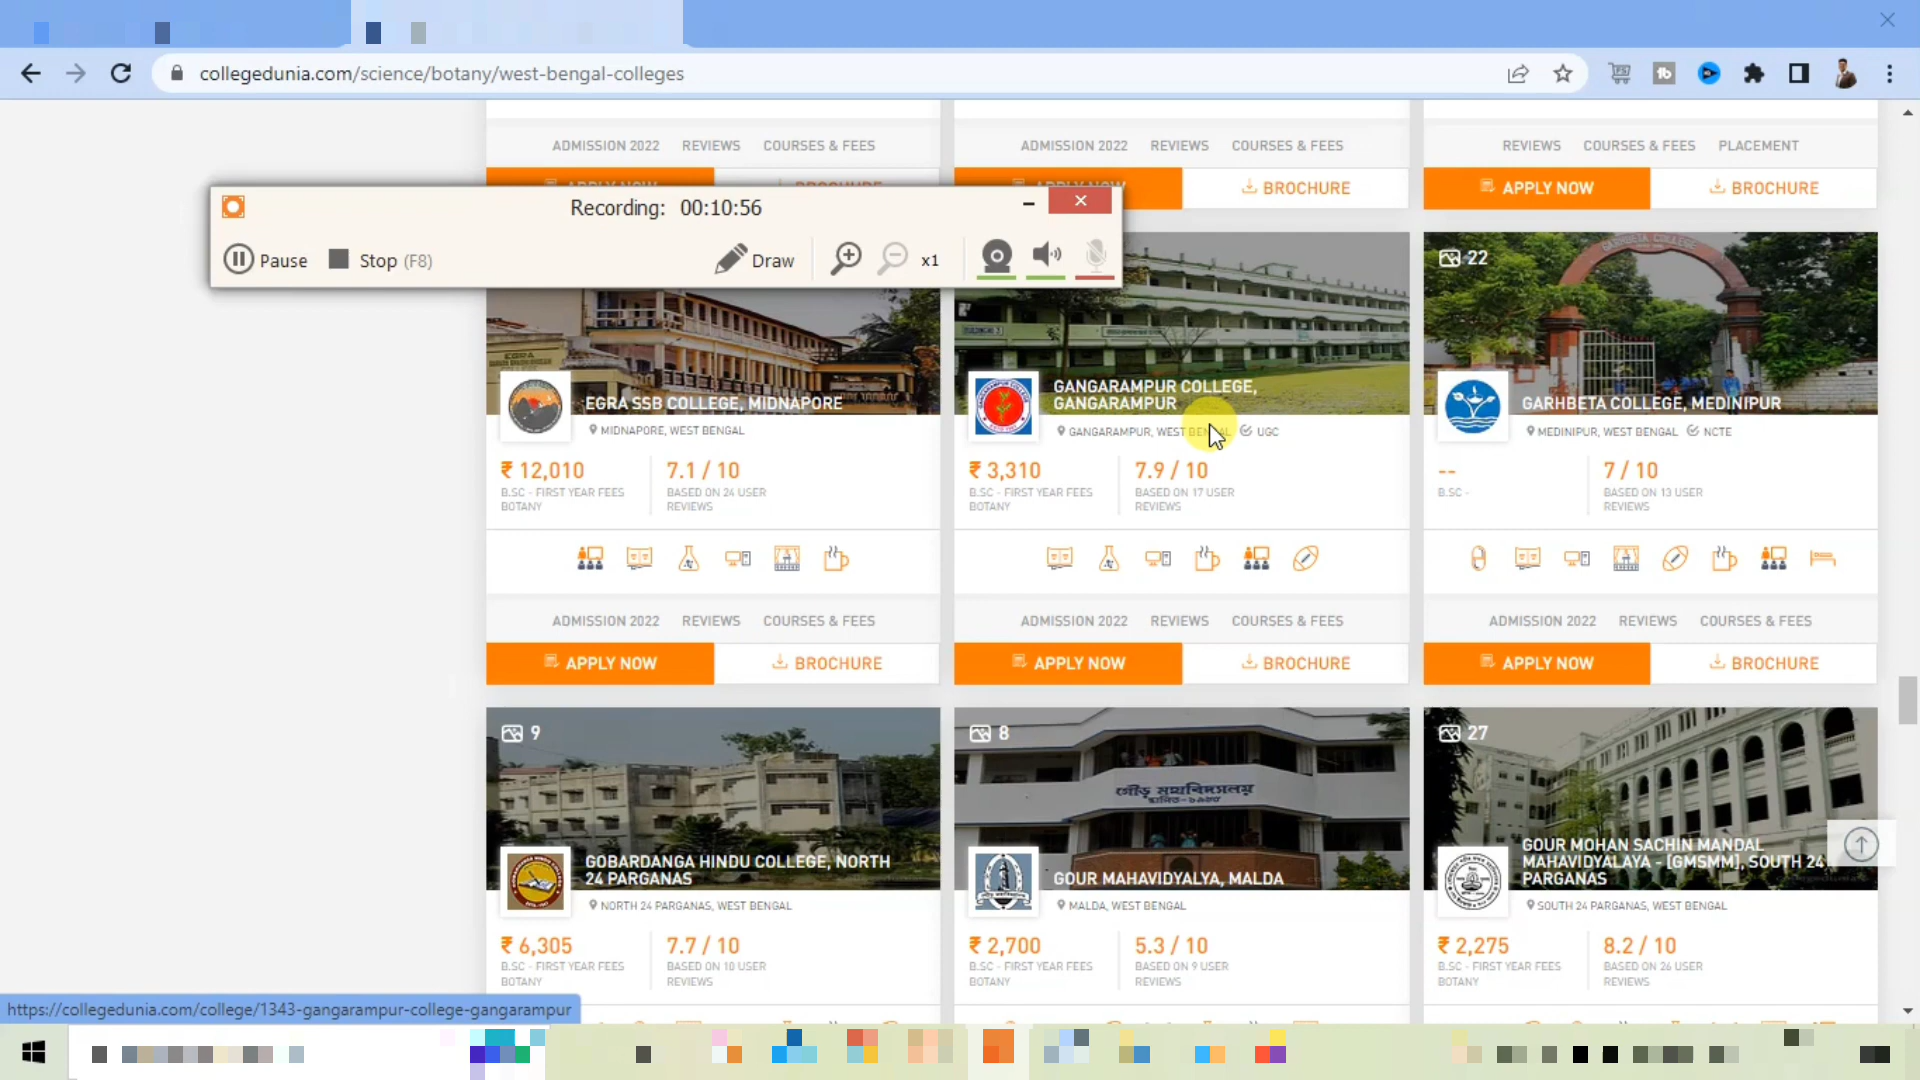 collegedunia.com/science/botany/west-bengal-colleges
ADMISSION 2022 REVIEWS COURSES & FEES
ADMISSION 2022 REVIEWS COURSES & FEES
REVIEWS COURSES & FEES PLACEMENT
BROCHURE
APPLY NOW
BROCHURE
Recording: 00:10:56
Pause
Stop (F8)
Draw
x1
EGRA SSB COLLEGE, MIDNAPORE
MIDNAPORE, WEST BENGAL
₹ 12,010
B.SC - FIRST YEAR FEES
BOTANY
7.1 / 10
BASED ON 24 USER
REVIEWS
ADMISSION 2022 REVIEWS COURSES & FEES
APPLY NOW
BROCHURE
GANGARAMPUR COLLEGE,
GANGARAMPUR
GANGARAMPUR, WEST BENGAL UGC
₹ 3,310
B.SC - FIRST YEAR FEES
BOTANY
7.9 / 10
BASED ON 17 USER
REVIEWS
ADMISSION 2022 REVIEWS COURSES & FEES
APPLY NOW
BROCHURE
22
GARHBETA COLLEGE, MEDINIPUR
MEDINIPUR, WEST BENGAL NCTE
--
B.SC -
7 / 10
BASED ON 13 USER
REVIEWS
ADMISSION 2022 REVIEWS COURSES & FEES
APPLY NOW
BROCHURE
9
GOBARDANGA HINDU COLLEGE, NORTH
24 PARGANAS
NORTH 24 PARGANAS, WEST BENGAL
₹ 6,305
B.SC - FIRST YEAR FEES
BOTANY
7.7 / 10
BASED ON 10 USER
REVIEWS
8
গৌড় মহাবিদ্যালয়
GOUR MAHAVIDYALYA, MALDA
MALDA, WEST BENGAL
₹ 2,700
B.SC - FIRST YEAR FEES
BOTANY
5.3 / 10
BASED ON 9 USER
REVIEWS
27
GOUR MOHAN SACHIN MANDAL
MAHAVIDYALAYA - [GMSMM], SOUTH 24
PARGANAS
SOUTH 24 PARGANAS, WEST BENGAL
₹ 2,275
B.SC - FIRST YEAR FEES
BOTANY
8.2 / 10
BASED ON 26 USER
REVIEWS
https://collegedunia.com/college/1343-gangarampur-college-gangarampur